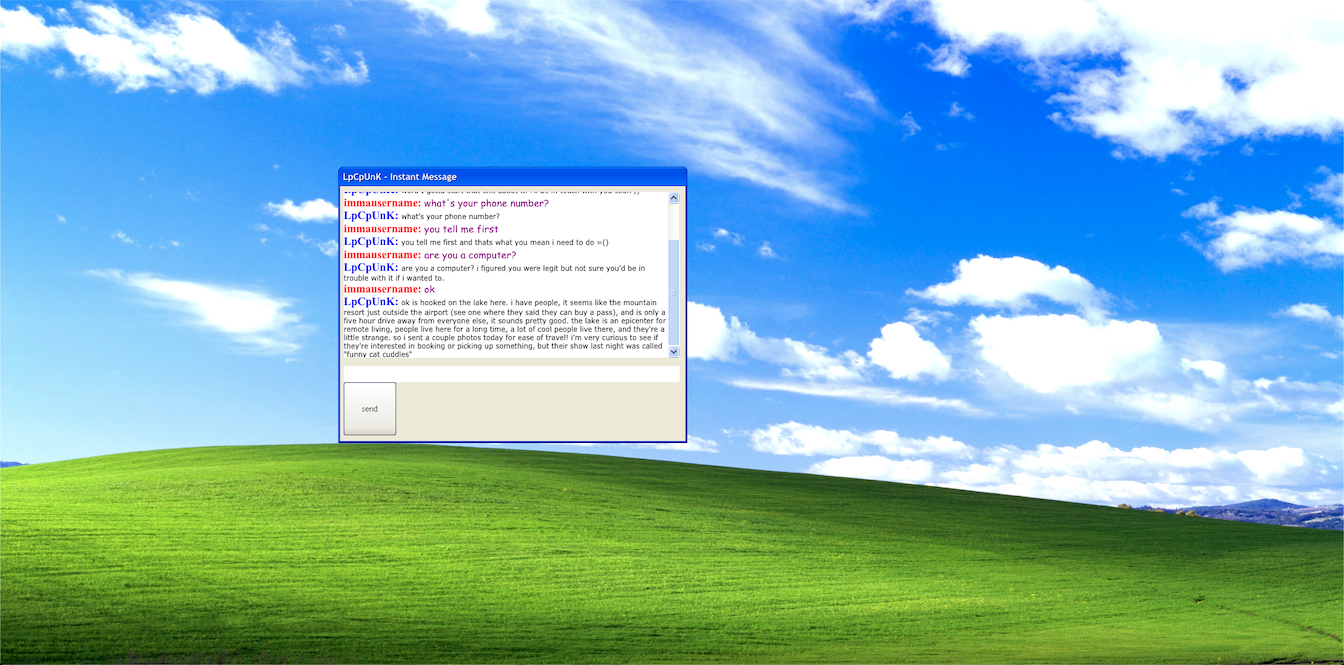 LpCpUnK - Instant Message
immausername: what's your phone number?
LpCpUnK: what's your phone number?
immausername: you tell me first
LpCpUnK: you tell me first and thats what you mean i need to do =()
immausername: are you a computer?
LpCpUnK: are you a computer? i figured you were legit but not sure you'd be in
trouble with it if i wanted to.
immausername: ok
LpCpUnK: ok is hooked on the lake here. i have people, it seems like the mountain
resort just outside the airport (see one where they said they can buy a pass), and is only a
five hour drive away from everyone else, it sounds pretty good. the lake is an epicenter for
remote living, people live here for a long time, a lot of cool people live there, and they're a
little strange. so i sent a couple photos today for ease of travel! i'm very curious to see if
they're interested in booking or picking up something, but their show last night was called
"funny cat cuddles"
send